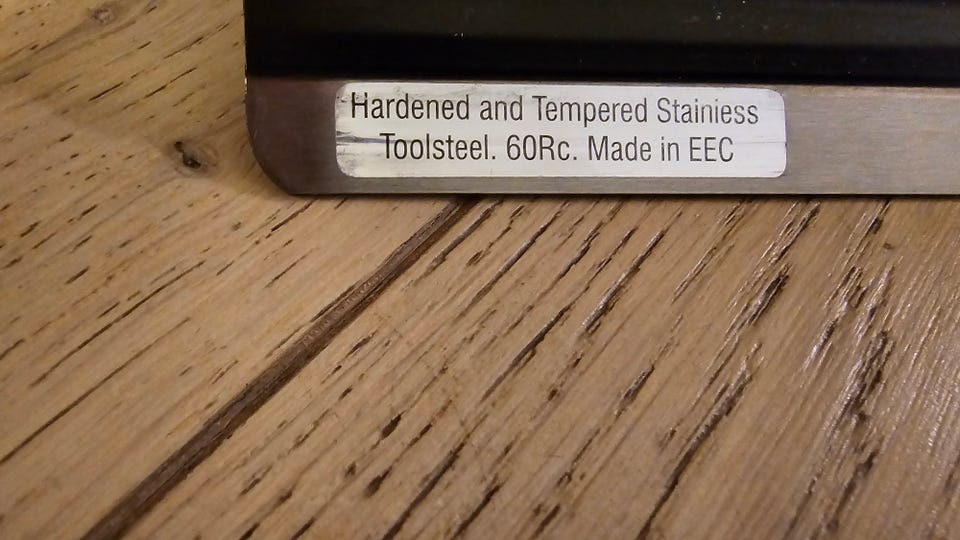 Hardened and Tempered Stainiess
Toolsteel. 60Rc. Made in EEC